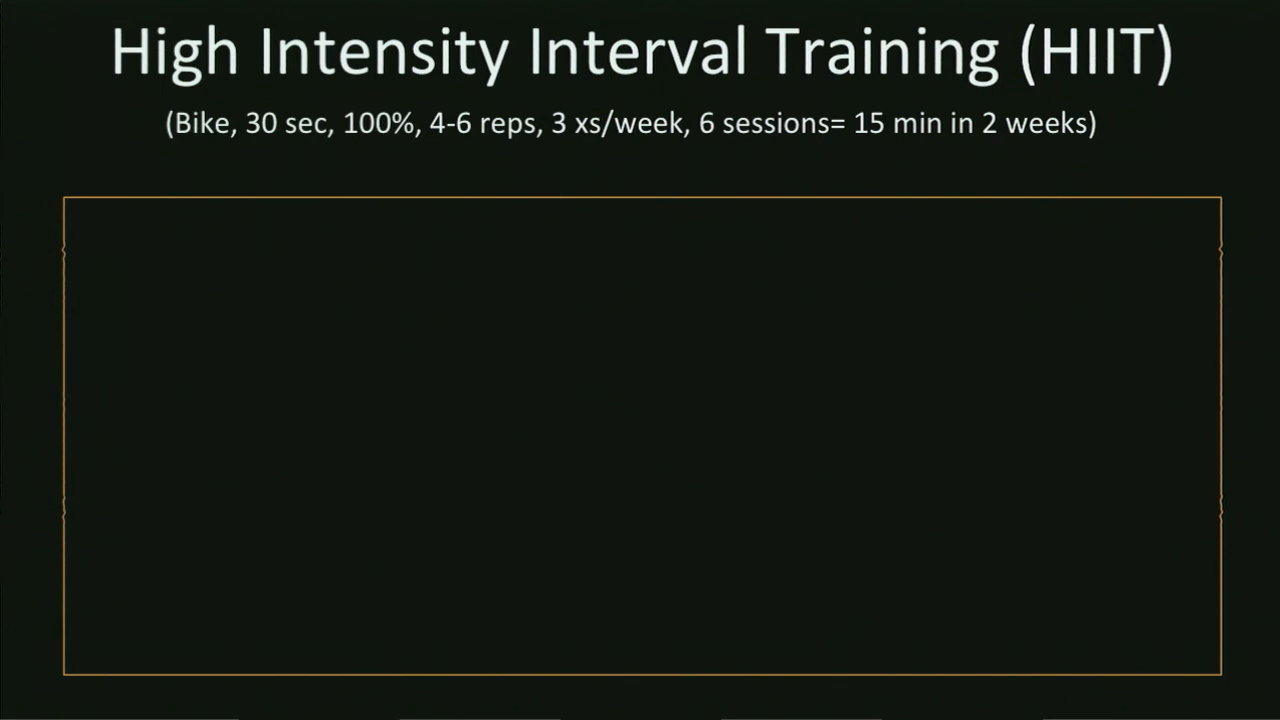 High Intensity Interval Training (HIIT)
(Bike, 30 sec, 100%, 4-6 reps, 3 xs/week, 6 sessions= 15 min in 2 weeks)